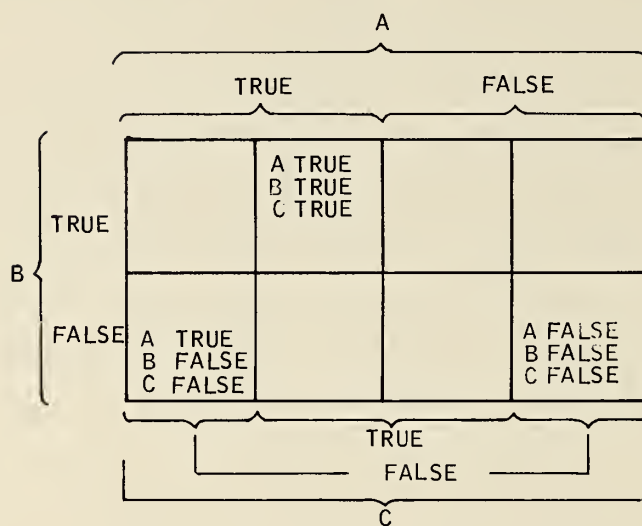 A
TRUE FALSE
A TRUE
B TRUE
C TRUE
TRUE
B
FALSE
A TRUE
B FALSE
C FALSE
A FALSE
B FALSE
C FALSE
TRUE
FALSE
C